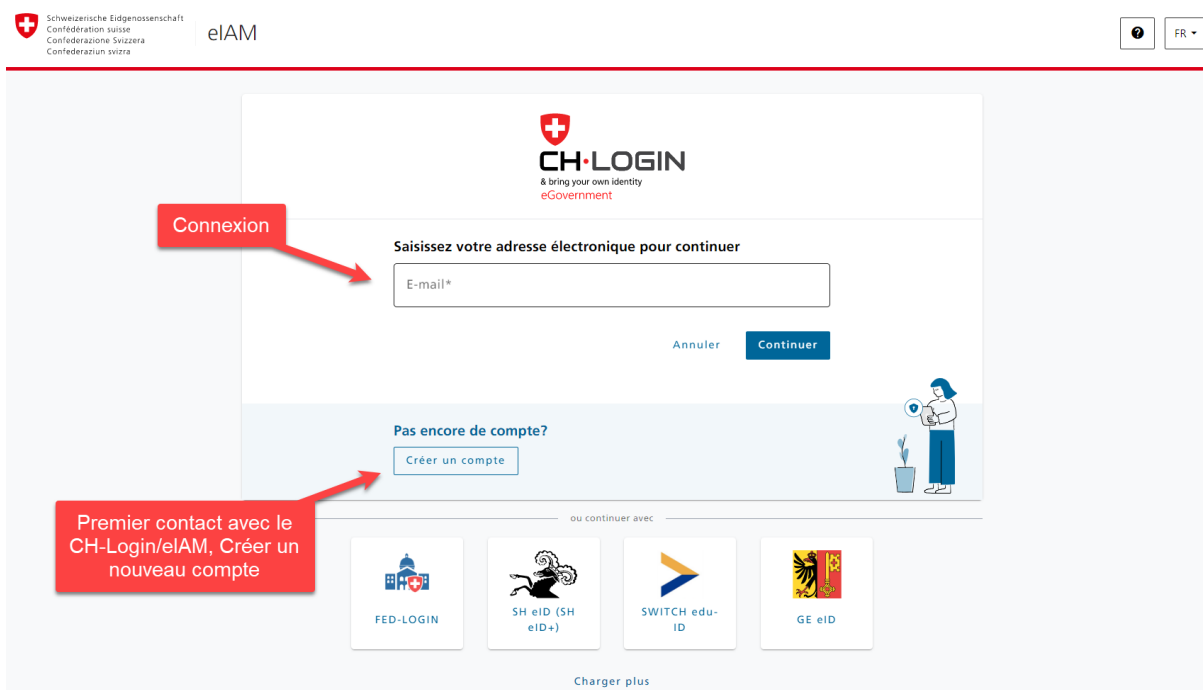 Schweizerische Eidgenossenschaft
Confédération suisse
Confederazione Svizzera
Confederaziun svizra
eIAM
FR
CH·LOGIN
& bring your own identity
eGovernment
Connexion
Saisissez votre adresse électronique pour continuer
E-mail*
Annuler
Continuer
Pas encore de compte?
Créer un compte
Premier contact avec le
CH-Login/eIAM, Créer un
nouveau compte
ou continuer avec
FED-LOGIN
SH eID (SH
eID+)
SWITCH edu-
ID
GE eID
Charger plus